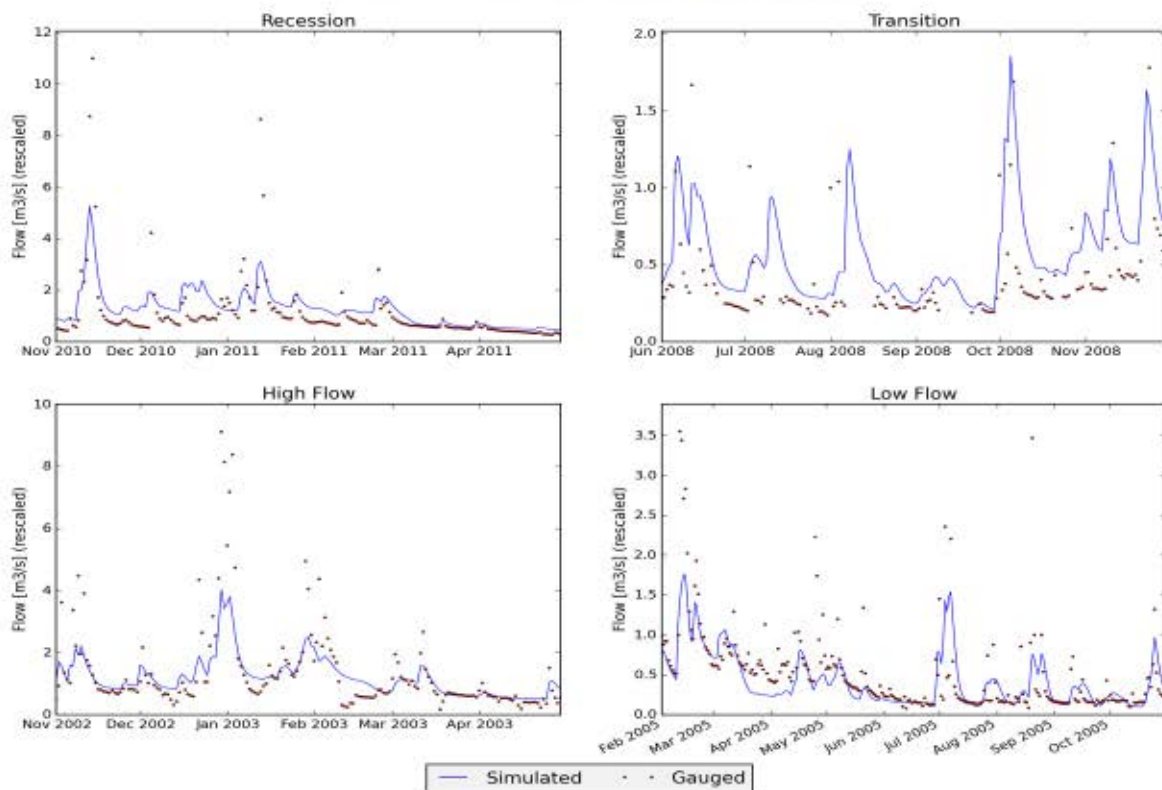 Recession
Flow [m3/s] (rescaled)
12
10
8
6
4
2
0
Nov 2010 Dec 2010 Jan 2011 Feb 2011 Mar 2011 Apr 2011
Transition
Flow [m3/s] (rescaled)
2.0
1.5
1.0
0.5
0.0
Jun 2008 Jul 2008 Aug 2008 Sep 2008 Oct 2008 Nov 2008
High Flow
Flow [m3/s] (rescaled)
10
8
6
4
2
0
Nov 2002 Dec 2002 Jan 2003 Feb 2003 Mar 2003 Apr 2003
Low Flow
Flow [m3/s] (rescaled)
3.5
3.0
2.5
2.0
1.5
1.0
0.5
0.0
Feb 2005 Mar 2005 Apr 2005 May 2005 Jun 2005 Jul 2005 Aug 2005 Sep 2005 Oct 2005
Simulated Gauged